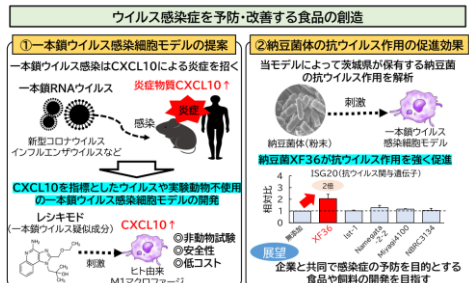 ウイルス感染症を予防・改善する食品の創造
①一本鎖ウイルス感染細胞モデルの提案
一本鎖ウイルス感染はCXCL10による炎症を招く
一本鎖RNAウイルス
炎症物質CXCL10↑
炎症
感染
新型コロナウイルス
インフルエンザウイルスなど
CXCL10を指標としたウイルスや実験動物不使用
の一本鎖ウイルス感染細胞モデルの開発
レシキモド
(一本鎖ウイルス疑似成分)
CXCL10↑
◎非動物試験
◎安全性
◎低コスト
刺激
ヒト由来
M1マクロファージ
②納豆菌体の抗ウイルス作用の促進効果
当モデルによって茨城県が保有する納豆菌
の抗ウイルス作用を解析
刺激
納豆菌体(粉末)
一本鎖ウイルス
感染細胞モデル
納豆菌XF36が抗ウイルス作用を強く促進
ISG20(抗ウイルス関与遺伝子)
相対比
4
3
2
1
0
2倍
無添加
XF36
Ist-1
Namegata
-2-2
Miyagi4100
NBRC3134
展望
企業と共同で感染症の予防を目的とする
食品や飼料の開発を目指す